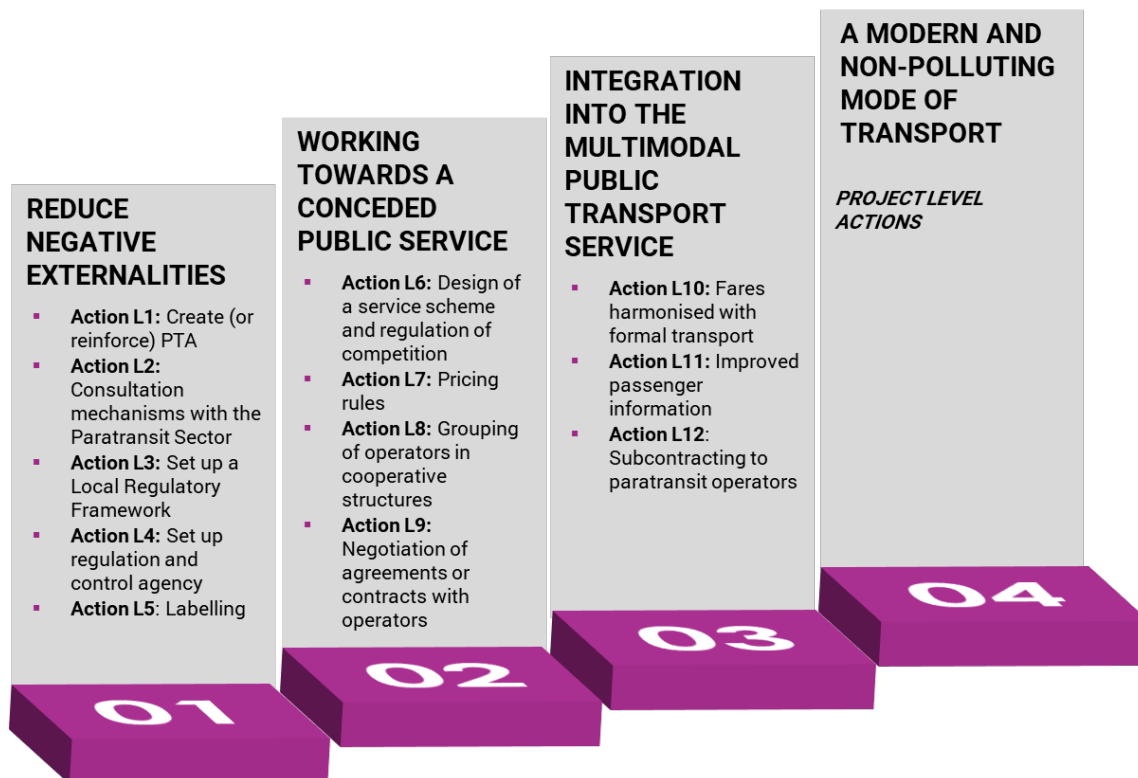 REDUCE
NEGATIVE
EXTERNALITIES
▪ Action L1: Create (or
reinforce) PTA
▪ Action L2:
Consultation
mechanisms with the
Paratransit Sector
▪ Action L3: Set up a
Local Regulatory
Framework
▪ Action L4: Set up
regulation and
control agency
▪ Action L5: Labelling
01
WORKING
TOWARDS A
CONCEDED
PUBLIC SERVICE
▪ Action L6: Design of
a service scheme
and regulation of
competition
▪ Action L7: Pricing
rules
▪ Action L8: Grouping
of operators in
cooperative
structures
▪ Action L9:
Negotiation of
agreements or
contracts with
operators
02
INTEGRATION
INTO THE
MULTIMODAL
PUBLIC
TRANSPORT
SERVICE
▪ Action L10: Fares
harmonised with
formal transport
▪ Action L11: Improved
passenger
information
▪ Action L12:
Subcontracting to
paratransit operators
03
A MODERN AND
NON-POLLUTING
MODE OF
TRANSPORT
PROJECT LEVEL
ACTIONS
04